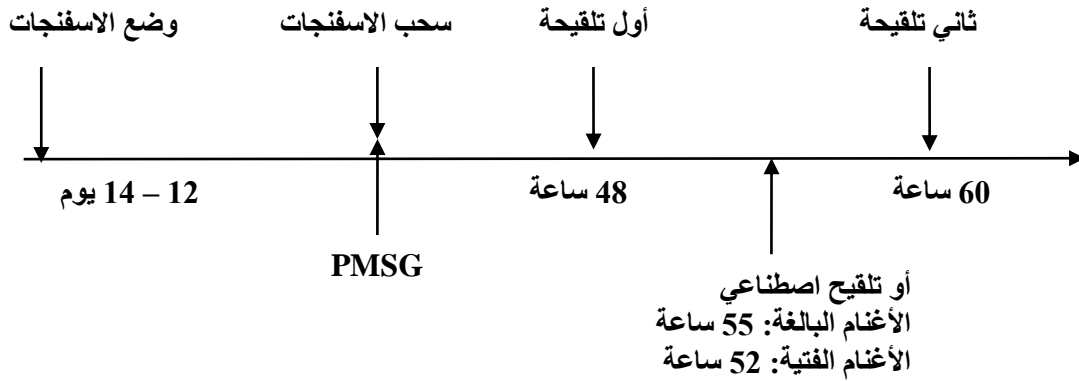 وضع الاسفنجات
سحب الاسفنجات
أول تلقيحة
ثاني تلقيحة
12 – 14 يوم
48 ساعة
60 ساعة
PMSG
أو تلقيح اصطناعي
الأغنام البالغة: 55 ساعة
الأغنام الفتية: 52 ساعة